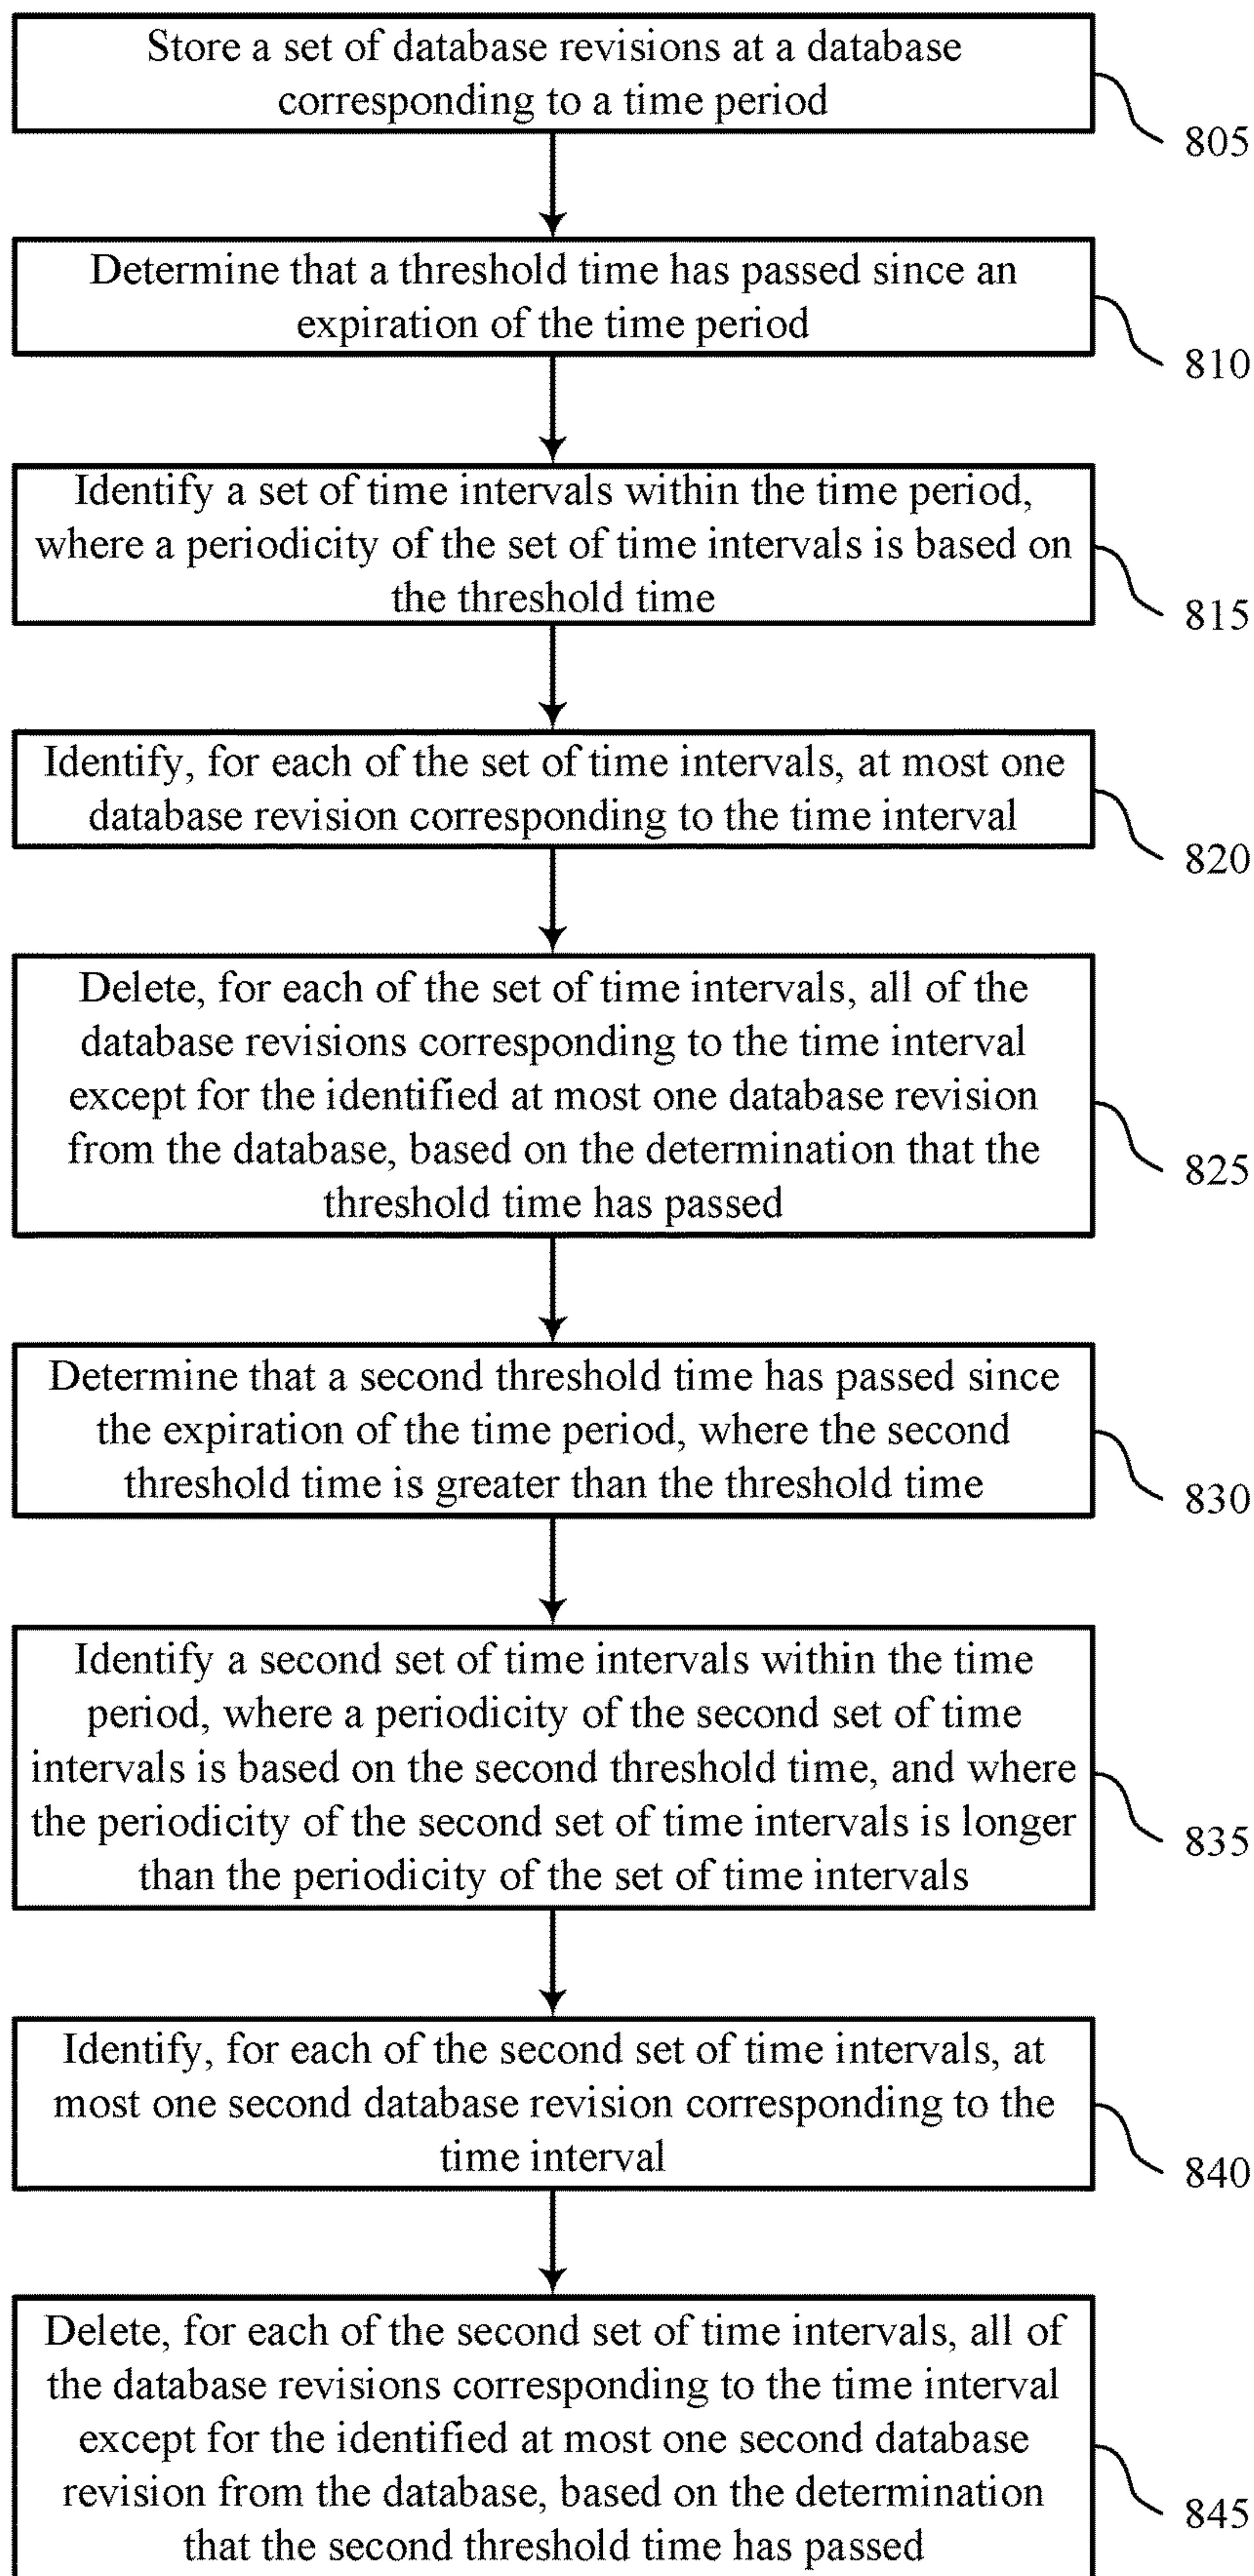 Store a set of database revisions at a database
corresponding to a time period
805
Determine that a threshold time has passed since an
expiration of the time period
810
Identify a set of time intervals within the time period,
where a periodicity of the set of time intervals is based on
the threshold time
815
Identify, for each of the set of time intervals, at most one
database revision corresponding to the time interval
820
Delete, for each of the set of time intervals, all of the
database revisions corresponding to the time interval
except for the identified at most one database revision
from the database, based on the determination that the
threshold time has passed
825
Determine that a second threshold time has passed since
the expiration of the time period, where the second
threshold time is greater than the threshold time
830
Identify a second set of time intervals within the time
period, where a periodicity of the second set of time
intervals is based on the second threshold time, and where
the periodicity of the second set of time intervals is longer
than the periodicity of the set of time intervals
835
Identify, for each of the second set of time intervals, at
most one second database revision corresponding to the
time interval
840
Delete, for each of the second set of time intervals, all of
the database revisions corresponding to the time interval
except for the identified at most one second database
revision from the database, based on the determination
that the second threshold time has passed
845